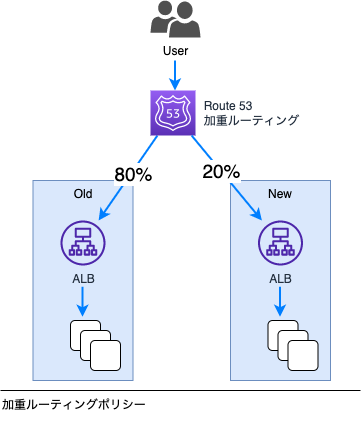 User
53
Route 53
加重ルーティング
80%
20%
Old
New
ALB
ALB
加重ルーティングポリシー